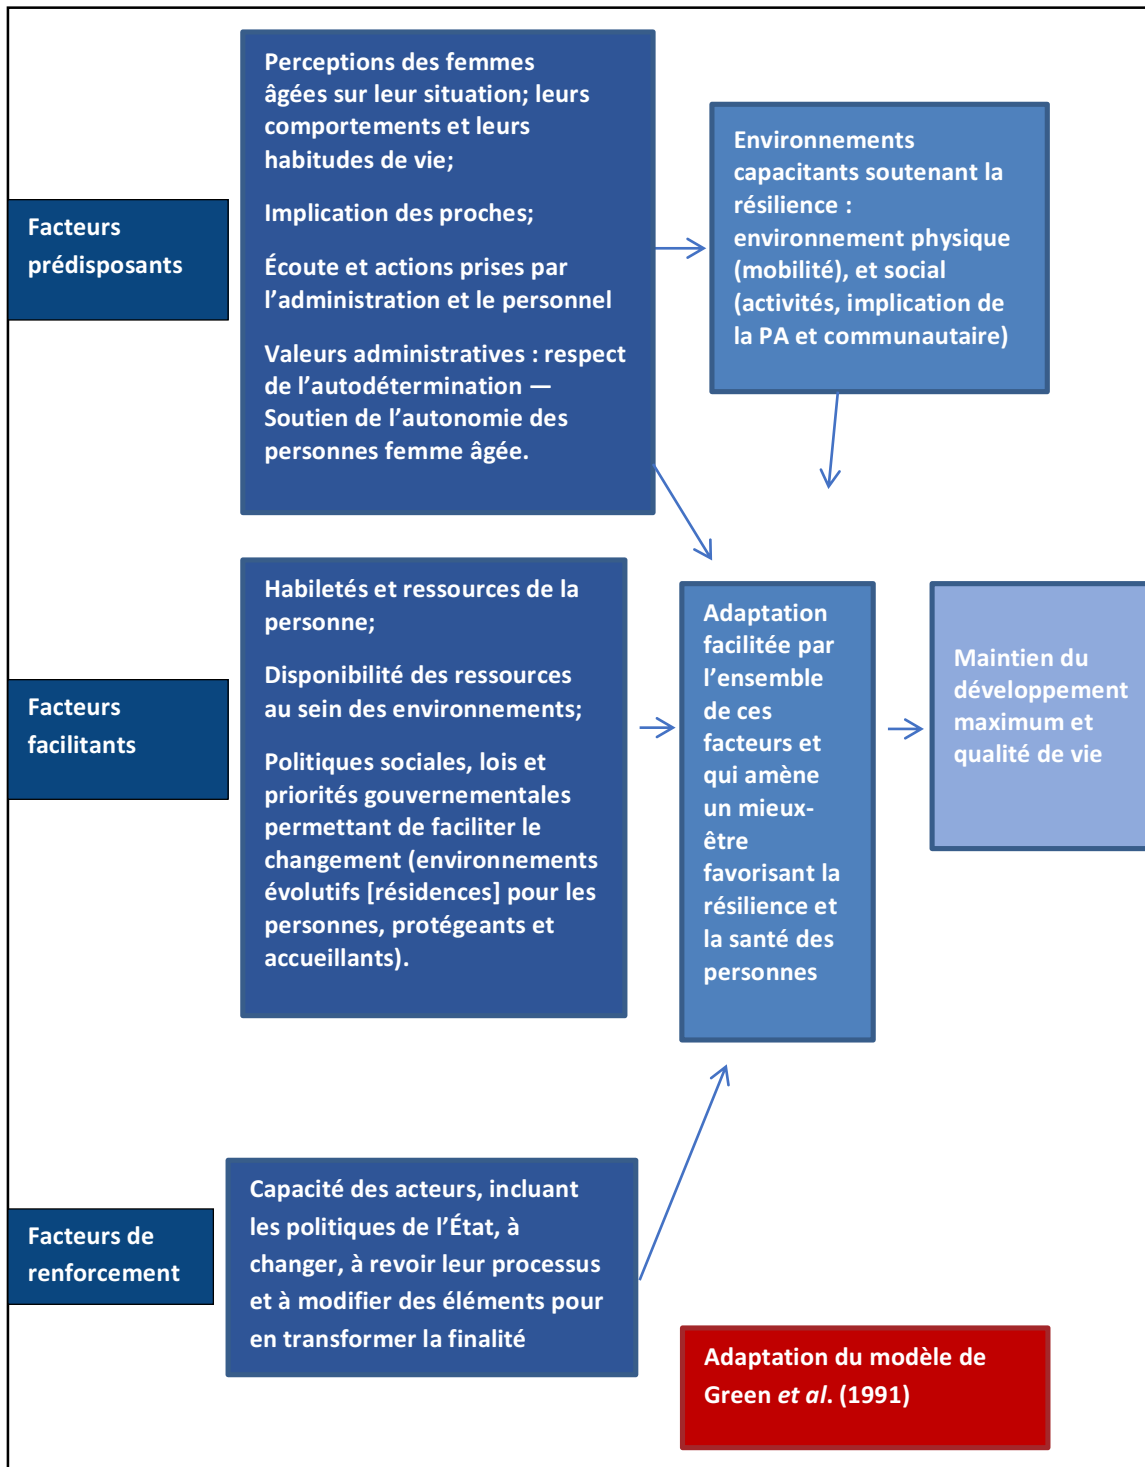 Facteurs
prédisposants
Perceptions des femmes
âgées sur leur situation; leurs
comportements et leurs
habitudes de vie;
Implication des proches;
Écoute et actions prises par
l’administration et le personnel
Valeurs administratives : respect
de l’autodétermination —
Soutien de l’autonomie des
personnes femme âgée.
Environnements
capacitants soutenant la
résilience :
environnement physique
(mobilité), et social
(activités, implication de
la PA et communautaire)
Facteurs
facilitants
Habiletés et ressources de la
personne;
Disponibilité des ressources
au sein des environnements;
Politiques sociales, lois et
priorités gouvernementales
permettant de faciliter le
changement (environnements
évolutifs [résidences] pour les
personnes, protégeants et
accueillants).
Adaptation
facilitée par
l’ensemble
de ces
facteurs et
qui amène
un mieux-
être
favorisant la
résilience et
la santé des
personnes
Maintien du
développement
maximum et
qualité de vie
Facteurs de
renforcement
Capacité des acteurs, incluant
les politiques de l’État, à
changer, à revoir leur processus
et à modifier des éléments pour
en transformer la finalité
Adaptation du modèle de
Green et al. (1991)